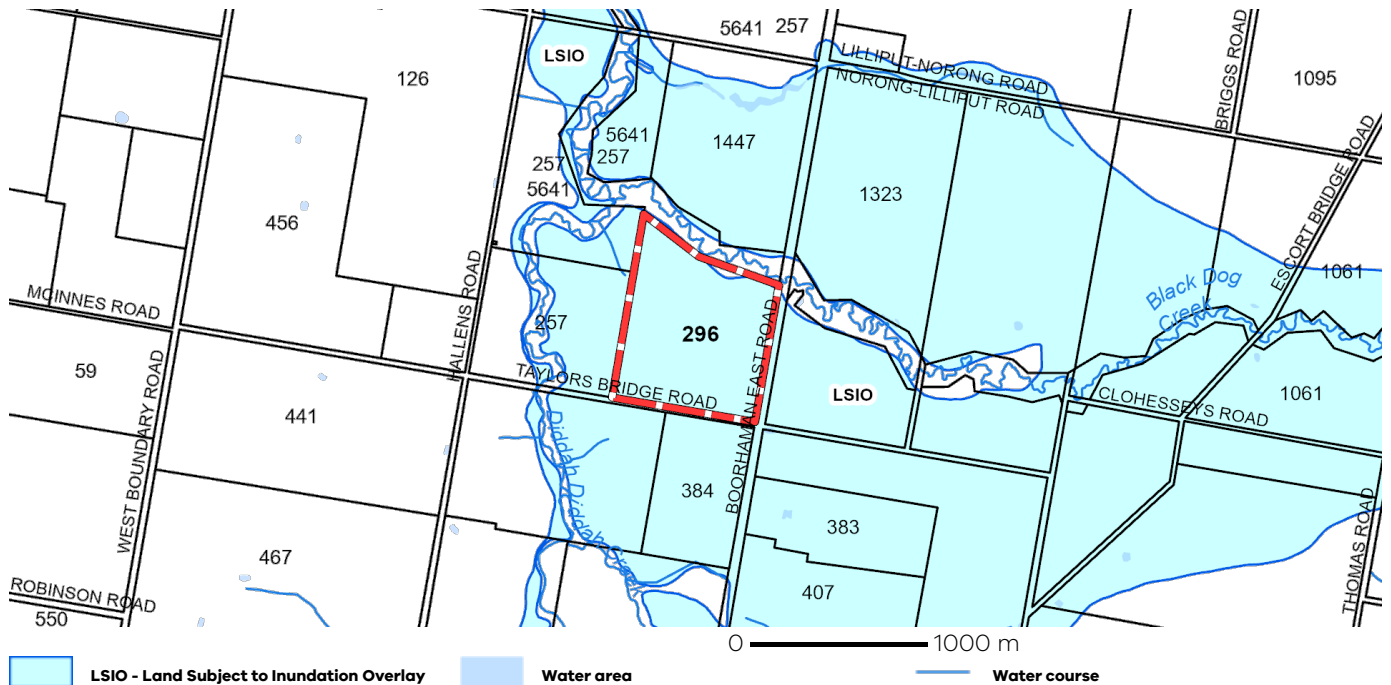 5641 257
LSIO
LILLIPUT-NORONG ROAD
NORONG-LILLIPUT ROAD
BRIGGS ROAD
1095
126
5641
257
1447
257
5641
1323
456
ESCORT BRIDGE ROAD
1061
Black Dog
Creek
HALLENS ROAD
MCINNES ROAD
257
296
BOORHAMAN EAST ROAD
59
WEST BOUNDARY ROAD
441
TAYLORS BRIDGE ROAD
LSIO
CLOHESSEYS ROAD
1061
Diddah Diddah Creek
384
383
467
407
THOMAS ROAD
ROBINSON ROAD
550
0 1000 m
LSIO - Land Subject to Inundation Overlay
Water area
Water course